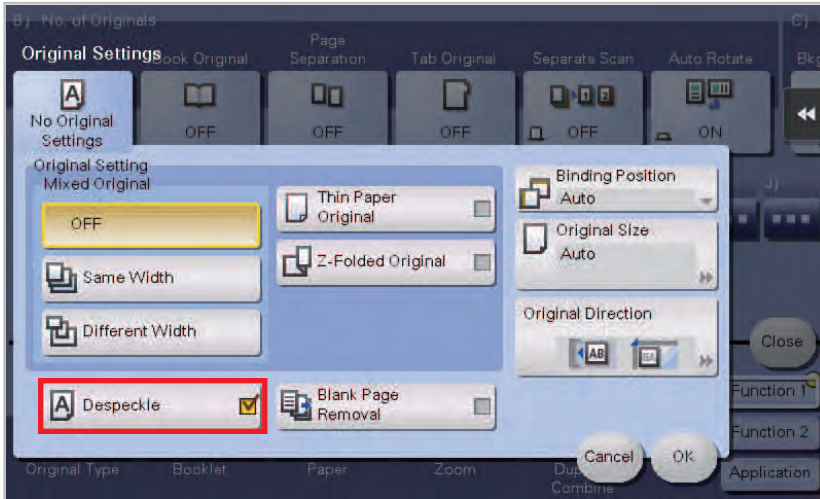 B) No. of Originals
C)
Original Settings
Book Original
Page
Separation
Tab Original
Separate Scan
Auto Rotate
No Original
Settings
OFF
OFF
OFF
OFF
ON
Original Setting
Mixed Original
OFF
Same Width
Different Width
Thin Paper
Original
Z-Folded Original
Binding Position
Auto
Original Size
Auto
Original Direction
AB
J)
Close
Despeckle
Blank Page
Removal
Function 1
Function 2
Cancel
OK
Original Type
Booklet
Paper
Zoom
Combine
Application